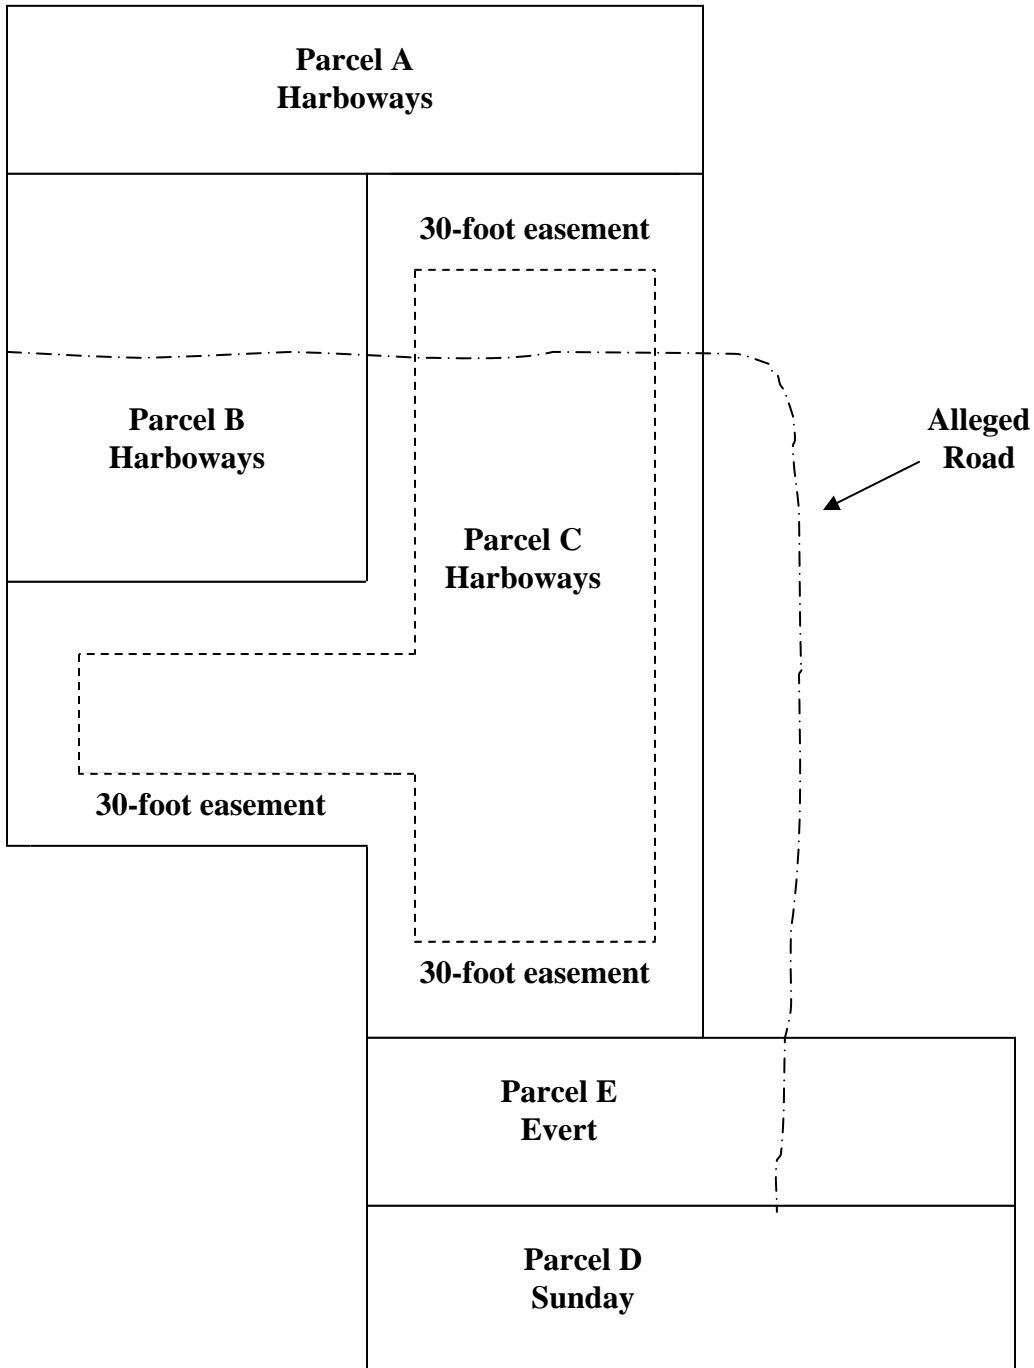 Parcel A
Harboways
30-foot easement
Parcel B
Harboways
Alleged
Road
Parcel C
Harboways
30-foot easement
30-foot easement
Parcel E
Evert
Parcel D
Sunday